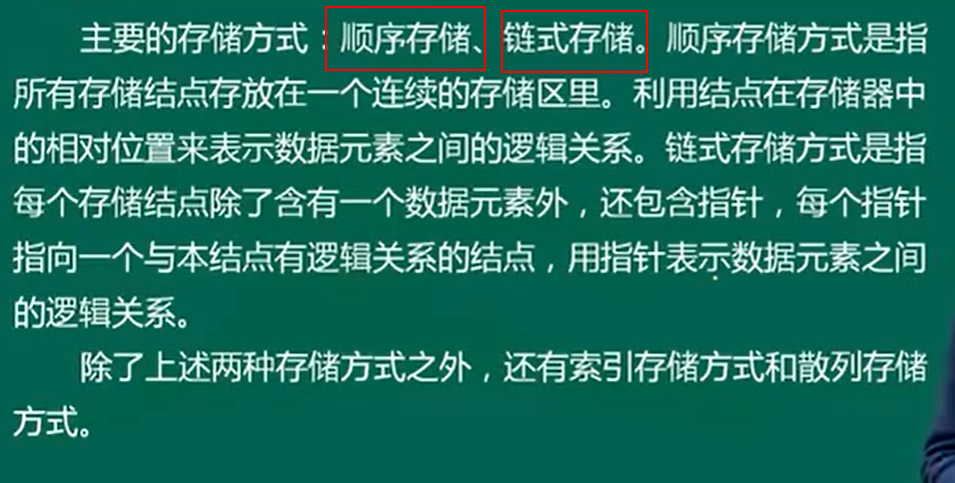 主要的存储方式：顺序存储、链式存储。顺序存储方式是指
所有存储结点存放在一个连续的存储区里。利用结点在存储器中
的相对位置来表示数据元素之间的逻辑关系。链式存储方式是指
每个存储结点除了含有一个数据元素外，还包含指针，每个指针
指向一个与本结点有逻辑关系的结点，用指针表示数据元素之间
的逻辑关系。
除了上述两种存储方式之外，还有索引存储方式和散列存储
方式。